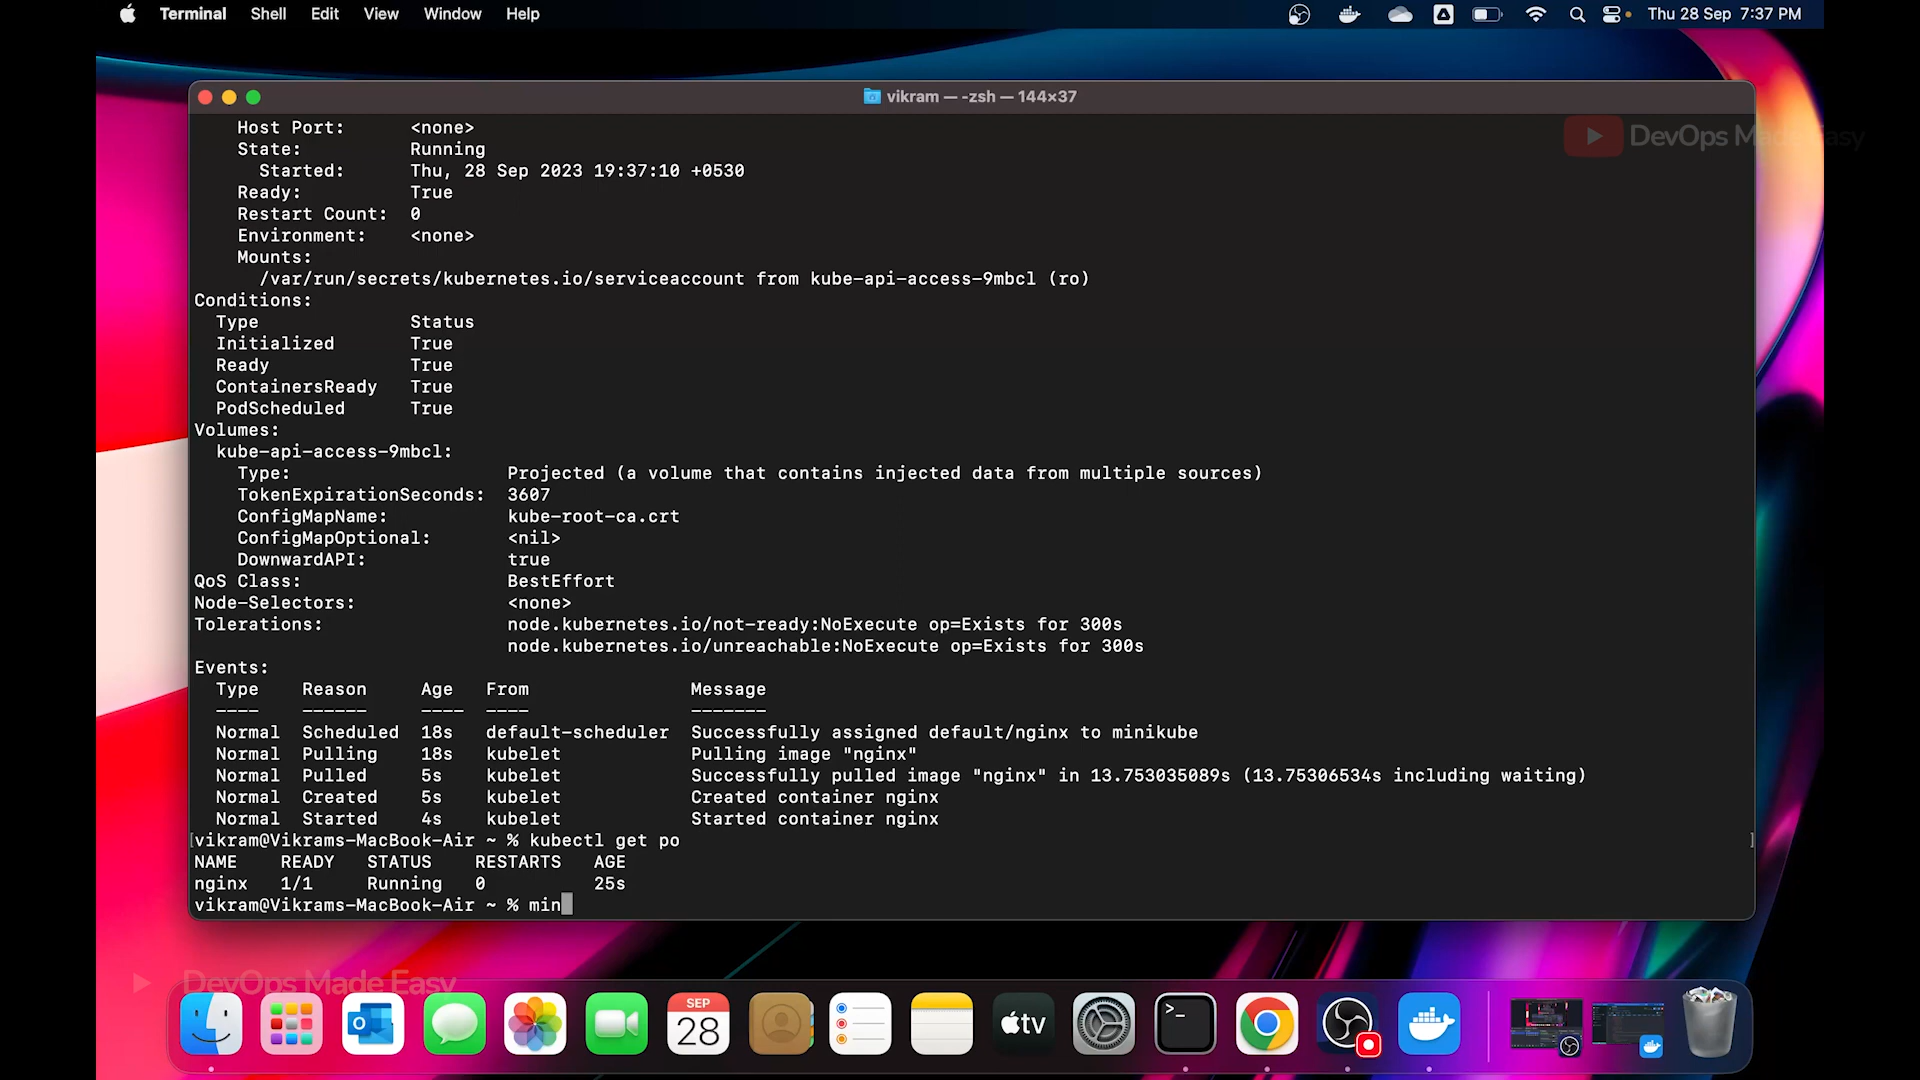 Terminal Shell Edit View Window Help Thu 28 Sep 7:37 PM
vikram — -zsh — 144×37
DevOps Made Easy
Host Port: <none>
State: Running
Started: Thu, 28 Sep 2023 19:37:10 +0530
Ready: True
Restart Count: 0
Environment: <none>
Mounts:
/var/run/secrets/kubernetes.io/serviceaccount from kube-api-access-9mbcl (ro)
Conditions:
Type Status
Initialized True
Ready True
ContainersReady True
PodScheduled True
Volumes:
kube-api-access-9mbcl:
Type: Projected (a volume that contains injected data from multiple sources)
TokenExpirationSeconds: 3607
ConfigMapName: kube-root-ca.crt
ConfigMapOptional: <nil>
DownwardAPI: true
QoS Class: BestEffort
Node-Selectors: <none>
Tolerations: node.kubernetes.io/not-ready:NoExecute op=Exists for 300s
node.kubernetes.io/unreachable:NoExecute op=Exists for 300s
Events:
Type Reason Age From Message
---- ------ ---- ---- -------
Normal Scheduled 18s default-scheduler Successfully assigned default/nginx to minikube
Normal Pulling 18s kubelet Pulling image "nginx"
Normal Pulled 5s kubelet Successfully pulled image "nginx" in 13.753035089s (13.75306534s including waiting)
Normal Created 5s kubelet Created container nginx
Normal Started 4s kubelet Started container nginx
[vikram@Vikrams-MacBook-Air ~ % kubectl get po ]
NAME READY STATUS RESTARTS AGE
nginx 1/1 Running 0 25s
vikram@Vikrams-MacBook-Air ~ % min
DevOps Made Easy
SEP
28
tv